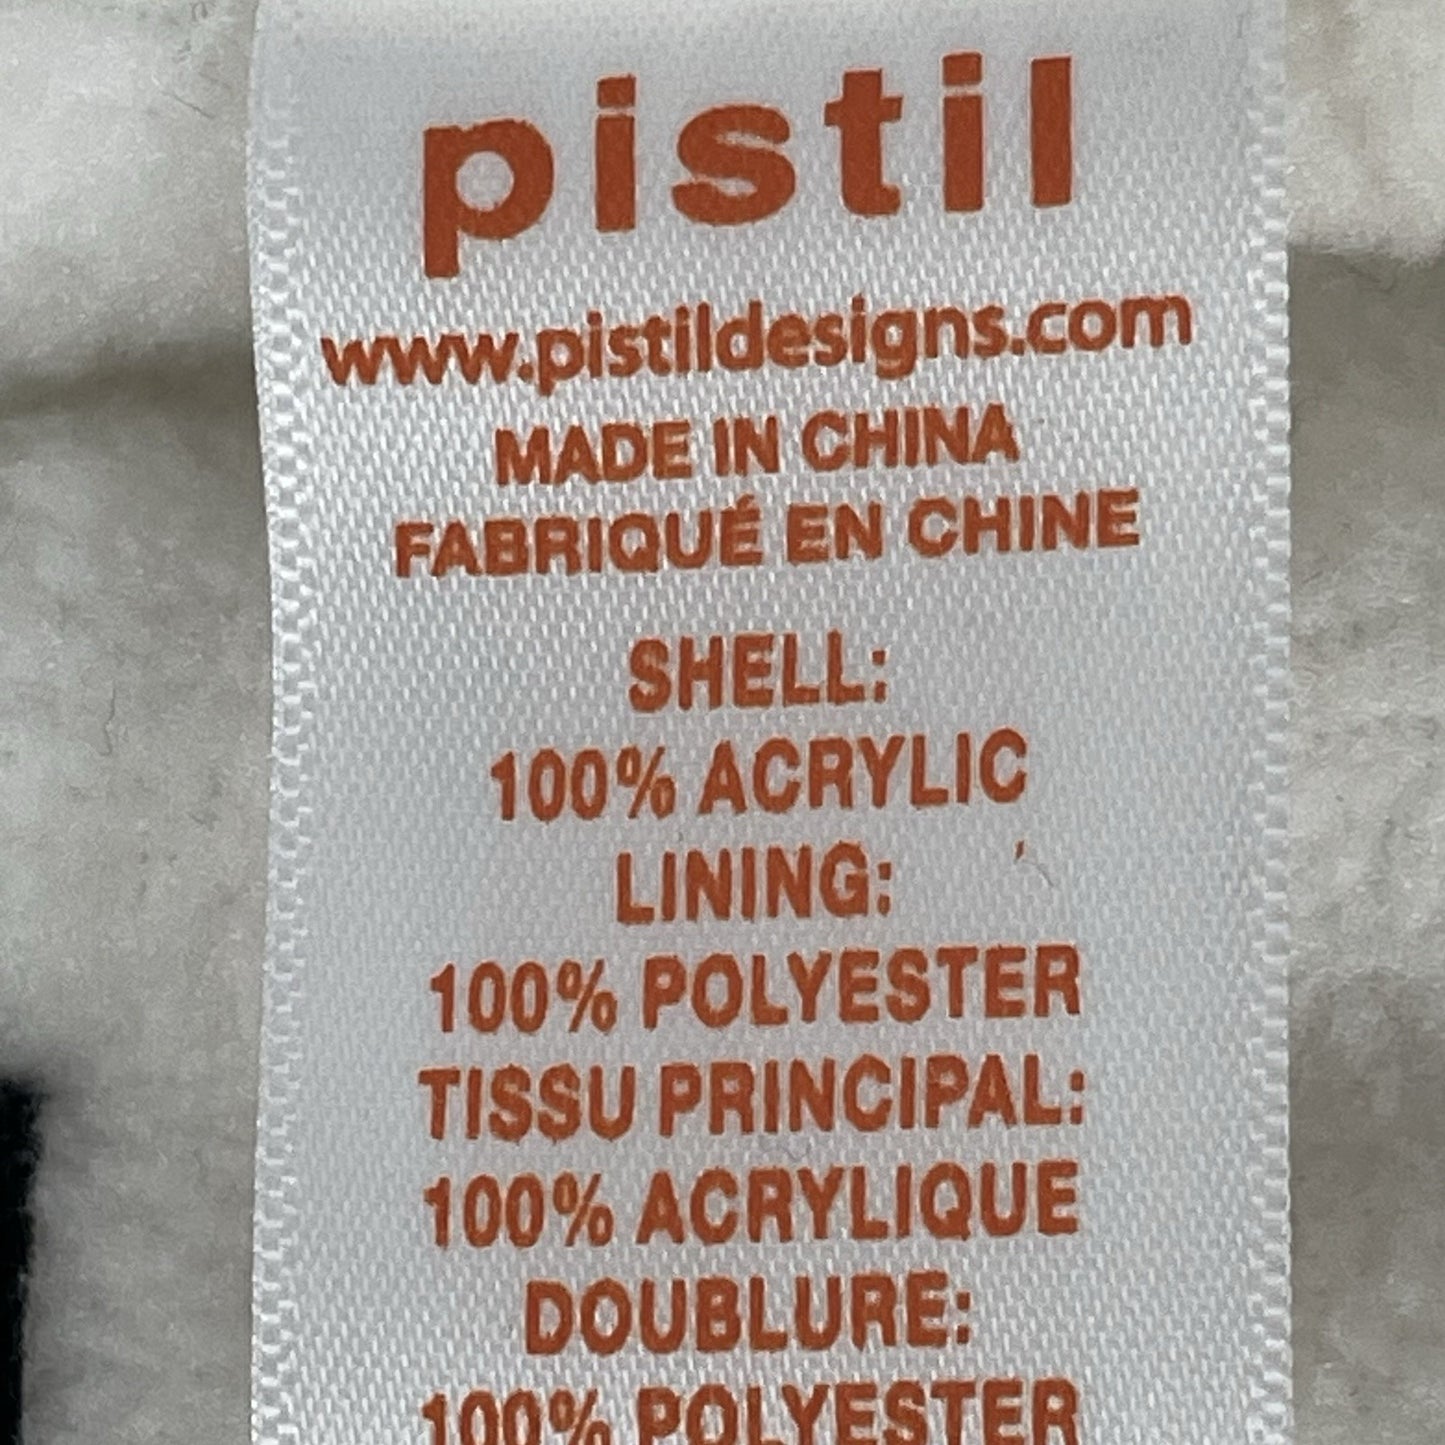 pistil
www.pistildesigns.com
MADE IN CHINA
FABRIQUÉ EN CHINE
SHELL:
100% ACRYLIC
LINING:
100% POLYESTER
TISSU PRINCIPAL:
100% ACRYLIQUE
DOUBLURE:
100% POLYESTER